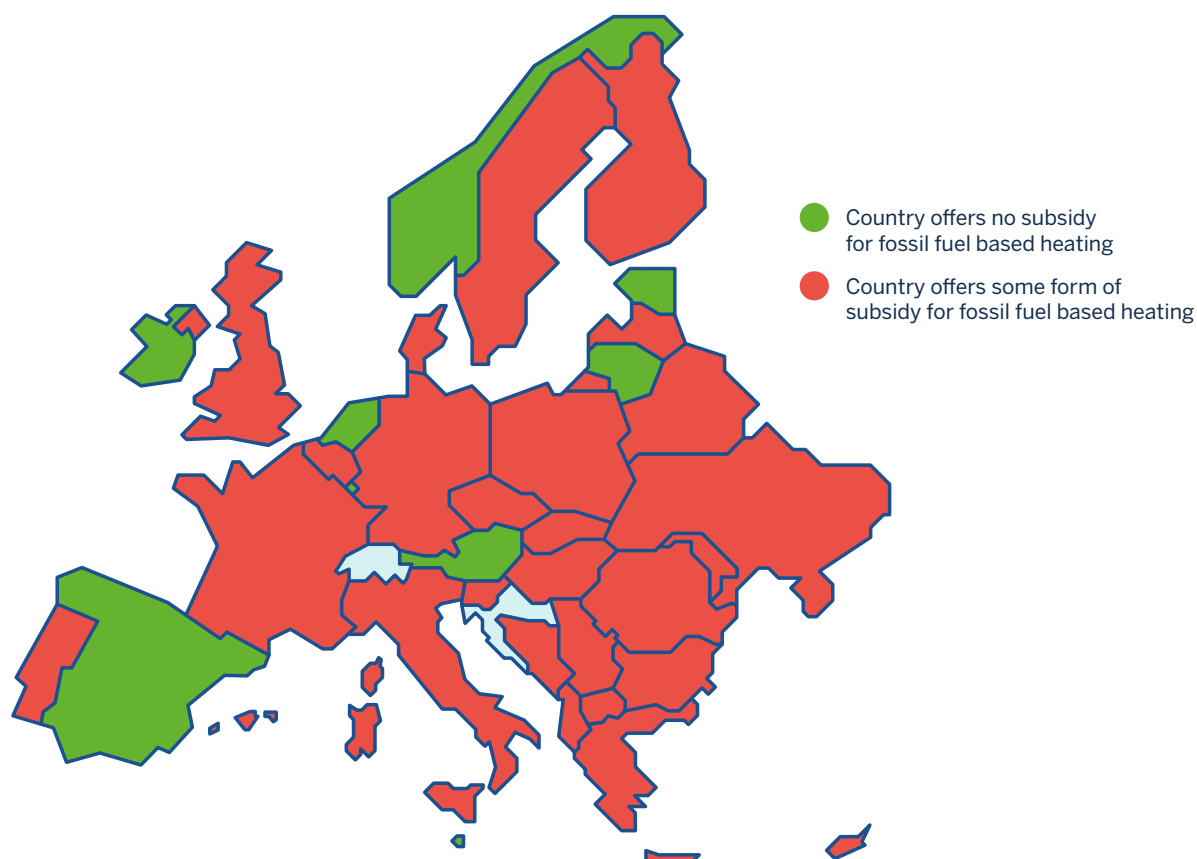 Country offers no subsidy
for fossil fuel based heating
Country offers some form of
subsidy for fossil fuel based heating